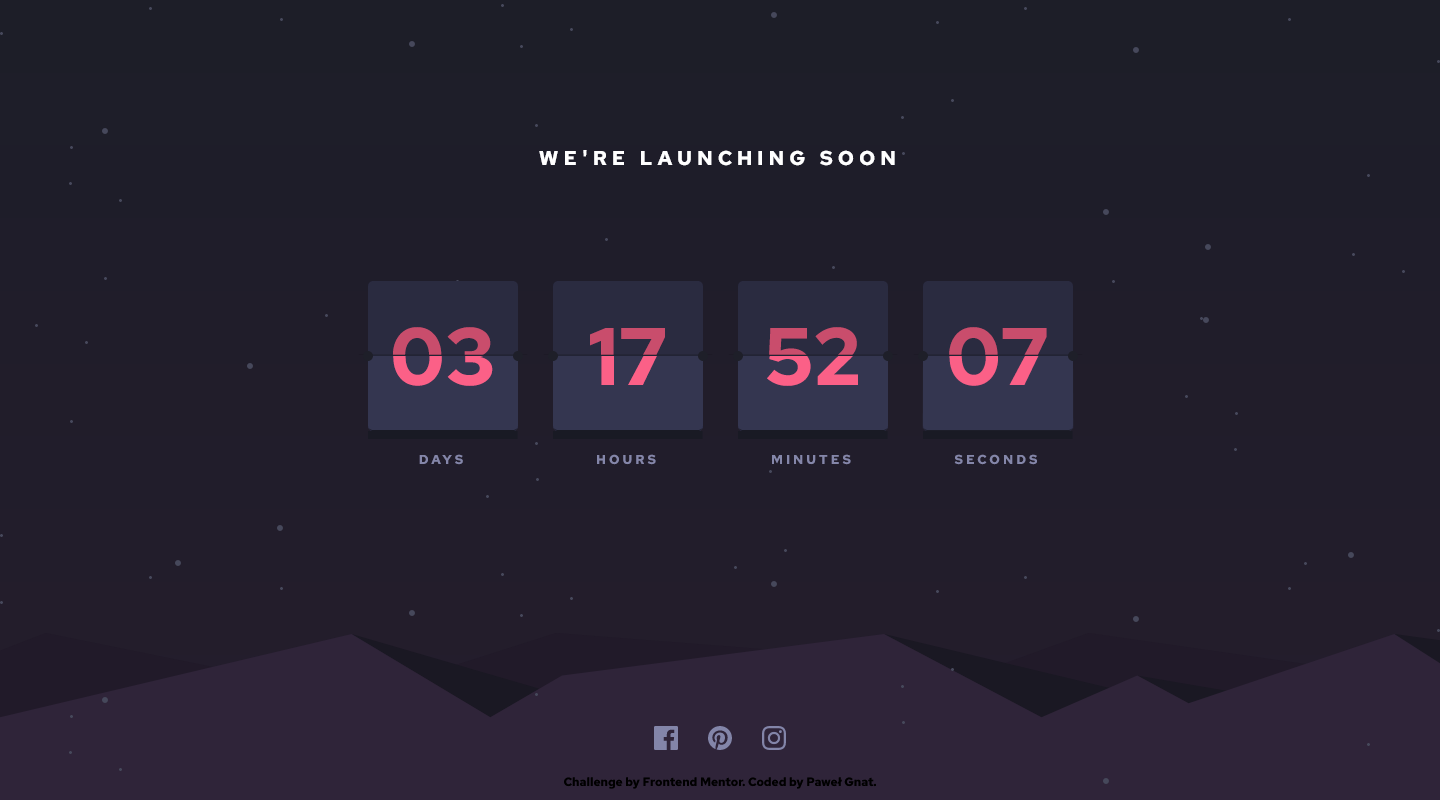 WE'RE LAUNCHING SOON
03 17 52 07
DAYS HOURS MINUTES SECONDS
Challenge by Frontend Mentor. Coded by Paweł Gnat.